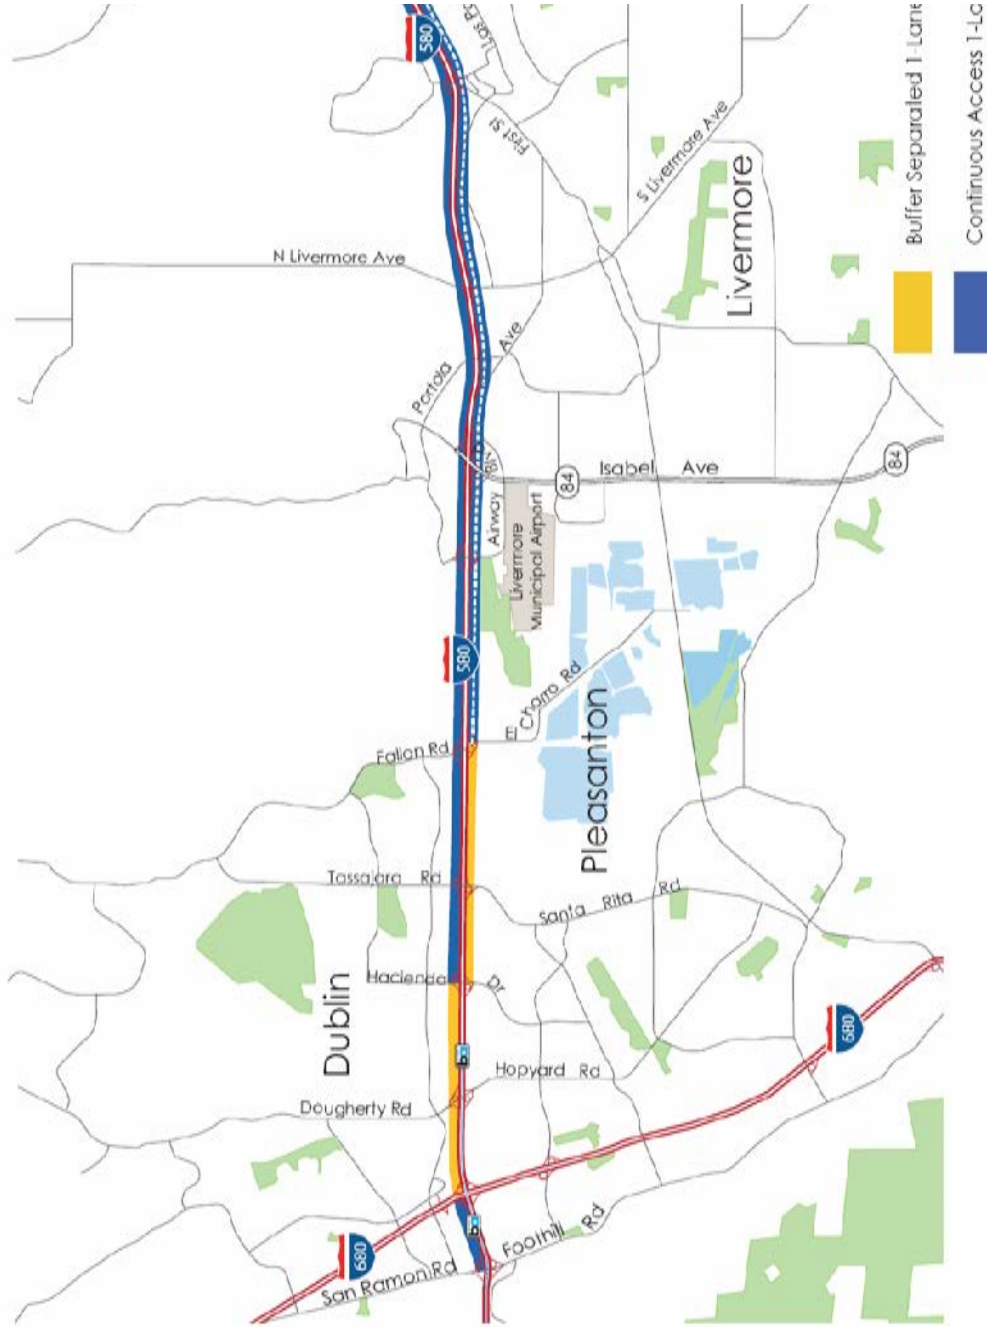 580
Las Po
First St
S Livermore Ave
Livermore
N Livermore Ave
Portola
Ave
Airway
Blv
Livermore
Municipal Airport
84
Isabel Ave
84
580
E
Charro Rd
Fallon Rd
Pleasanton
Tassajara Rd
Santa Rita Rd
Dublin
Hacienda
Dr
Hopyard Rd
Dougherty Rd
680
680
Foothill
Rd
San Ramon Rd
Buffer Separated 1-Lane
Continuous Access 1-La